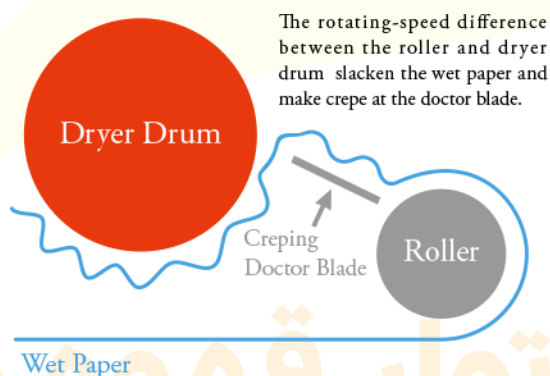 The rotating-speed difference
between the roller and dryer
drum slacken the wet paper and
make crepe at the doctor blade.
Dryer Drum
Creping
Doctor Blade
Roller
Wet Paper